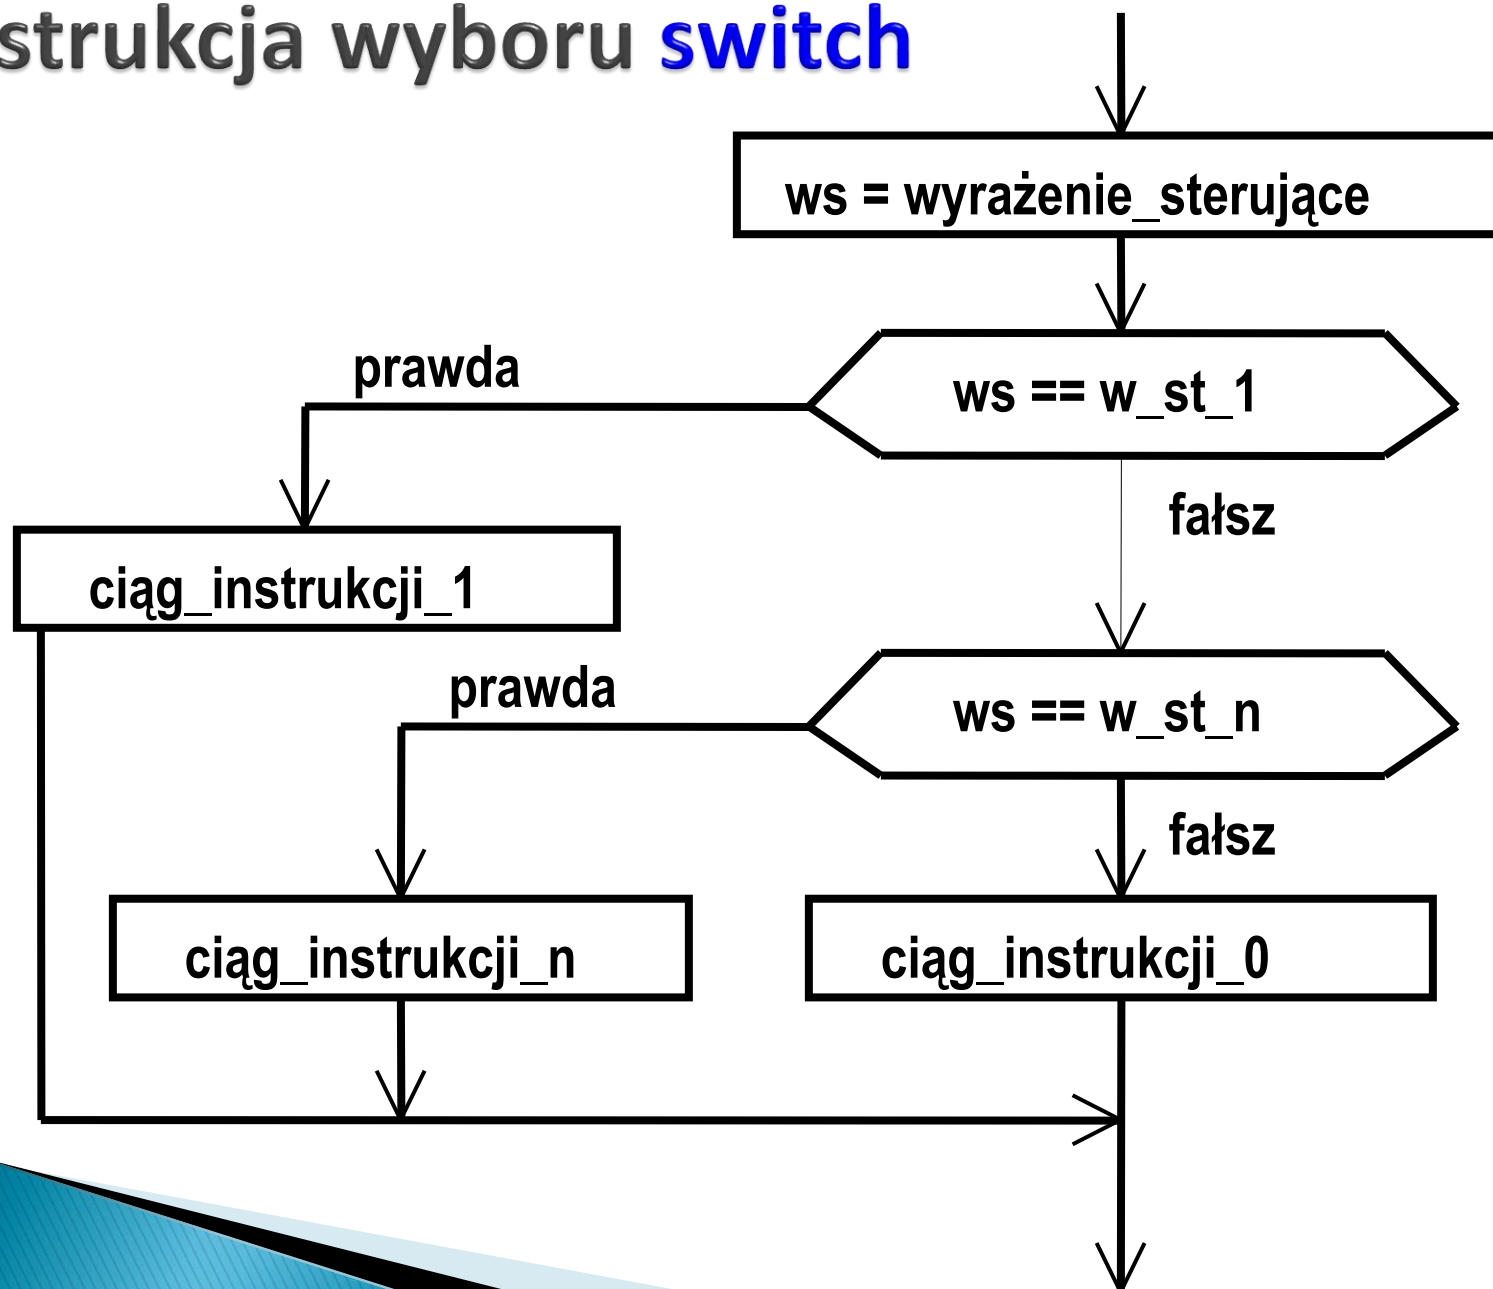 strukcja wyboru switch
ws = wyrażenie_sterujące
prawda
ws == w_st_1
fałsz
ciąg_instrukcji_1
prawda
ws == w_st_n
fałsz
ciąg_instrukcji_n
ciąg_instrukcji_0